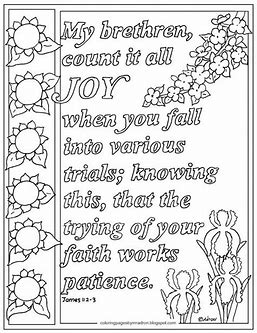 My brethren,
count it all
JOY
when you fall
into various
trials; knowing
this, that the
trying of your
faith works
patience.
James 1:2-3
coloringpagesbymradron.blogspot.com